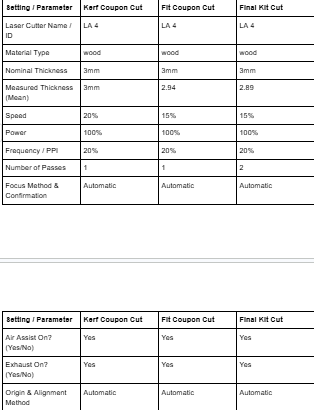 Setting / Parameter Kerf Coupon Cut Fit Coupon Cut Final Kit Cut
Laser Cutter Name / LA 4 LA 4 LA 4
ID
Material Type wood wood wood
Nominal Thickness 3mm 3mm 3mm
Measured Thickness 3mm 2.94 2.89
(Mean)
Speed 20% 15% 15%
Power 100% 100% 100%
Frequency / PPI 20% 20% 20%
Number of Passes 1 1 2
Focus Method & Automatic Automatic Automatic
Confirmation
Setting / Parameter Kerf Coupon Cut Fit Coupon Cut Final Kit Cut
Air Assist On? Yes Yes Yes
(Yes/No)
Exhaust On? Yes Yes Yes
(Yes/No)
Origin & Alignment Automatic Automatic Automatic
Method